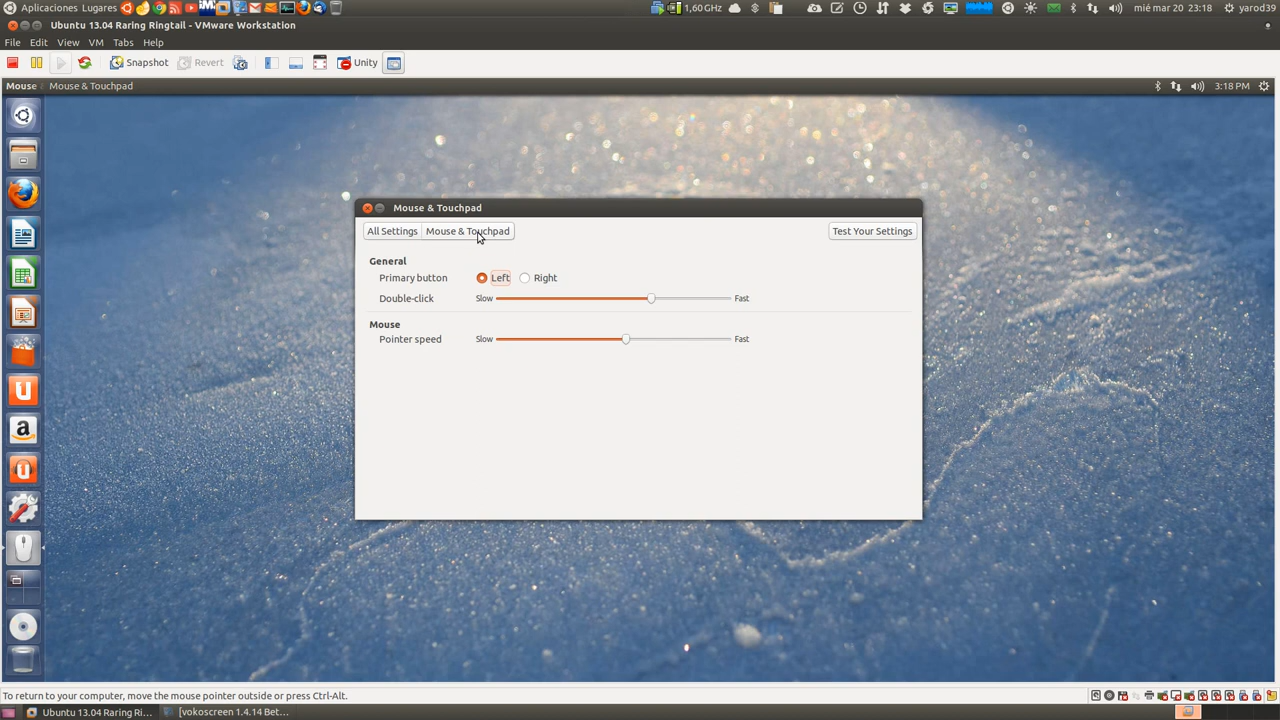 Aplicaciones Lugares
1,60 GHz
mié mar 20 23:18
yarod39
Ubuntu 13.04 Raring Ringtail - VMware Workstation
File Edit View VM Tabs Help
Snapshot Revert Unity
Mouse Mouse & Touchpad
3:18 PM
Mouse & Touchpad
All Settings Mouse & Touchpad Test Your Settings
General
Primary button Left Right
Double-click Slow Fast
Mouse
Pointer speed Slow Fast
To return to your computer, move the mouse pointer outside or press Ctrl-Alt.
Ubuntu 13.04 Raring Ri... [vokoscreen 1.4.14 Bet...